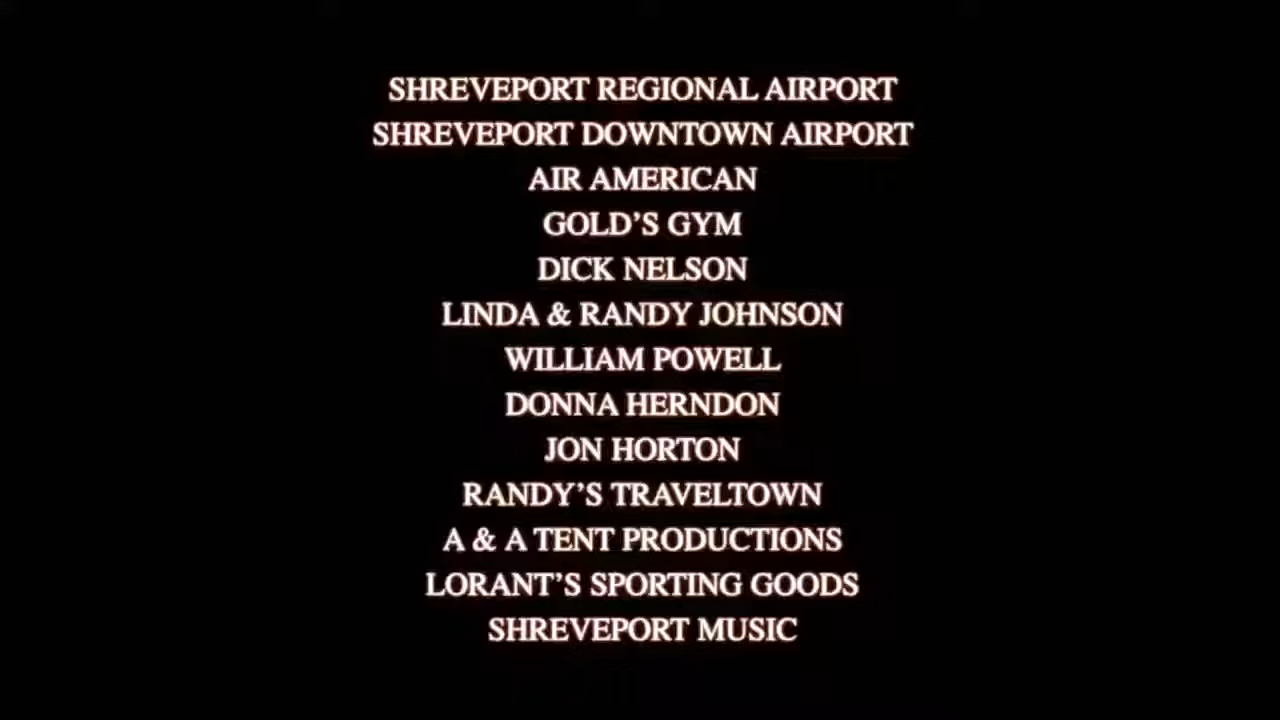 SHREVEPORT REGIONAL AIRPORT
SHREVEPORT DOWNTOWN AIRPORT
AIR AMERICAN
GOLD’S GYM
DICK NELSON
LINDA & RANDY JOHNSON
WILLIAM POWELL
DONNA HERNDON
JON HORTON
RANDY’S TRAVELTOWN
A & A TENT PRODUCTIONS
LORANT’S SPORTING GOODS
SHREVEPORT MUSIC